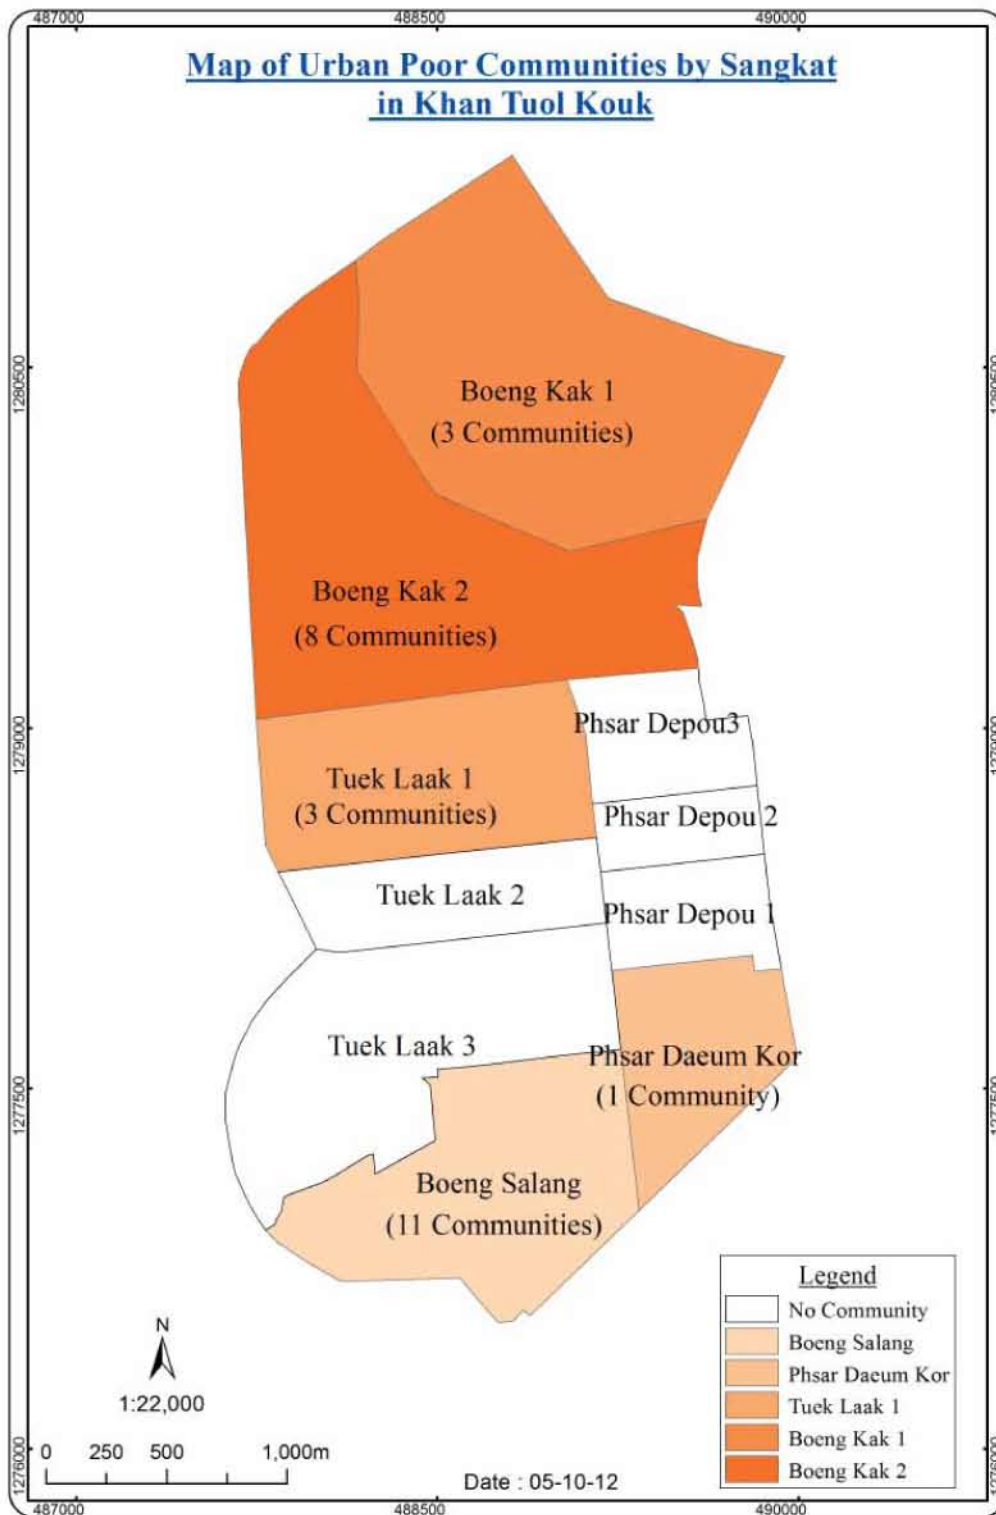 487000 488500 490000
Map of Urban Poor Communities by Sangkat
in Khan Tuol Kouk
1280500 1280500
Boeng Kak 1
(3 Communities)
Boeng Kak 2
(8 Communities)
1279000 1279000
Phsar Depou3
Tuek Laak 1
(3 Communities)
Phsar Depou 2
Tuek Laak 2
Phsar Depou 1
Tuek Laak 3
Phsar Daeum Kor
(1 Community)
1277500 1277500
Boeng Salang
(11 Communities)
Legend
No Community
Boeng Salang
Phsar Daeum Kor
Tuek Laak 1
Boeng Kak 1
Boeng Kak 2
N
1:22,000
0 250 500 1,000m
Date : 05-10-12
1276000 1276000
487000 488500 490000